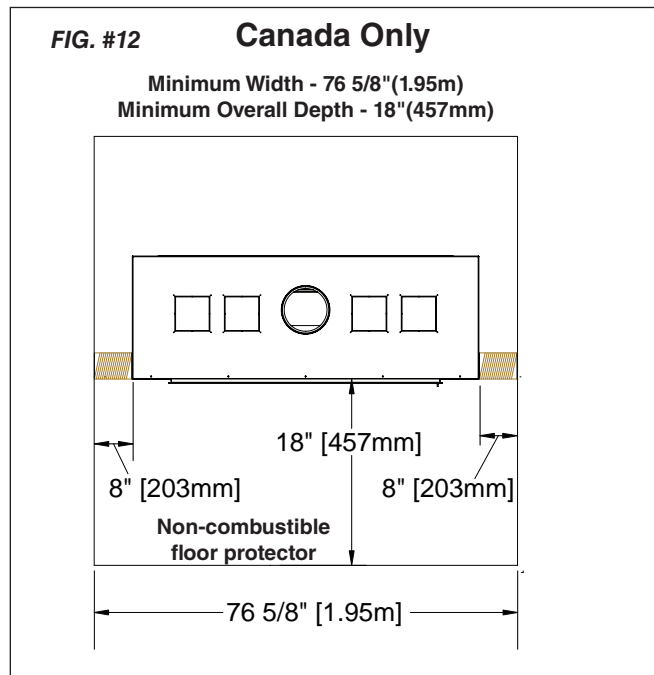 FIG. #12
Canada Only
Minimum Width - 76 5/8"(1.95m)
Minimum Overall Depth - 18"(457mm)
18" [457mm]
8" [203mm]
8" [203mm]
Non-combustible
floor protector
76 5/8" [1.95m]